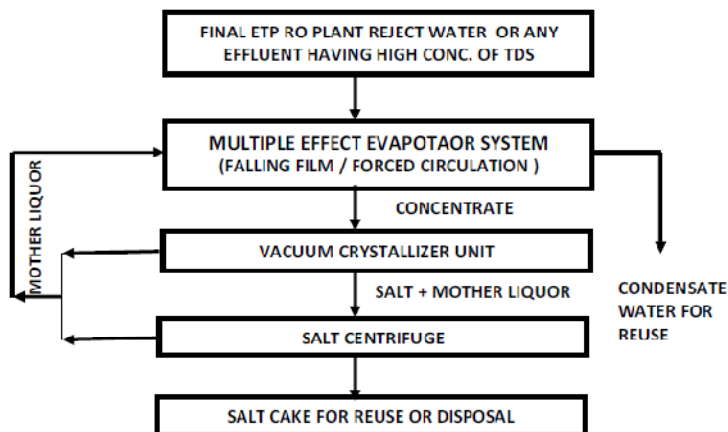 FINAL ETP RO PLANT REJECT WATER OR ANY
EFFLUENT HAVING HIGH CONC. OF TDS
MULTIPLE EFFECT EVAPOTAOR SYSTEM
(FALLING FILM / FORCED CIRCULATION )
MOTHER LIQUOR
CONCENTRATE
VACUUM CRYSTALLIZER UNIT
SALT + MOTHER LIQUOR
CONDENSATE
WATER FOR
REUSE
SALT CENTRIFUGE
SALT CAKE FOR REUSE OR DISPOSAL